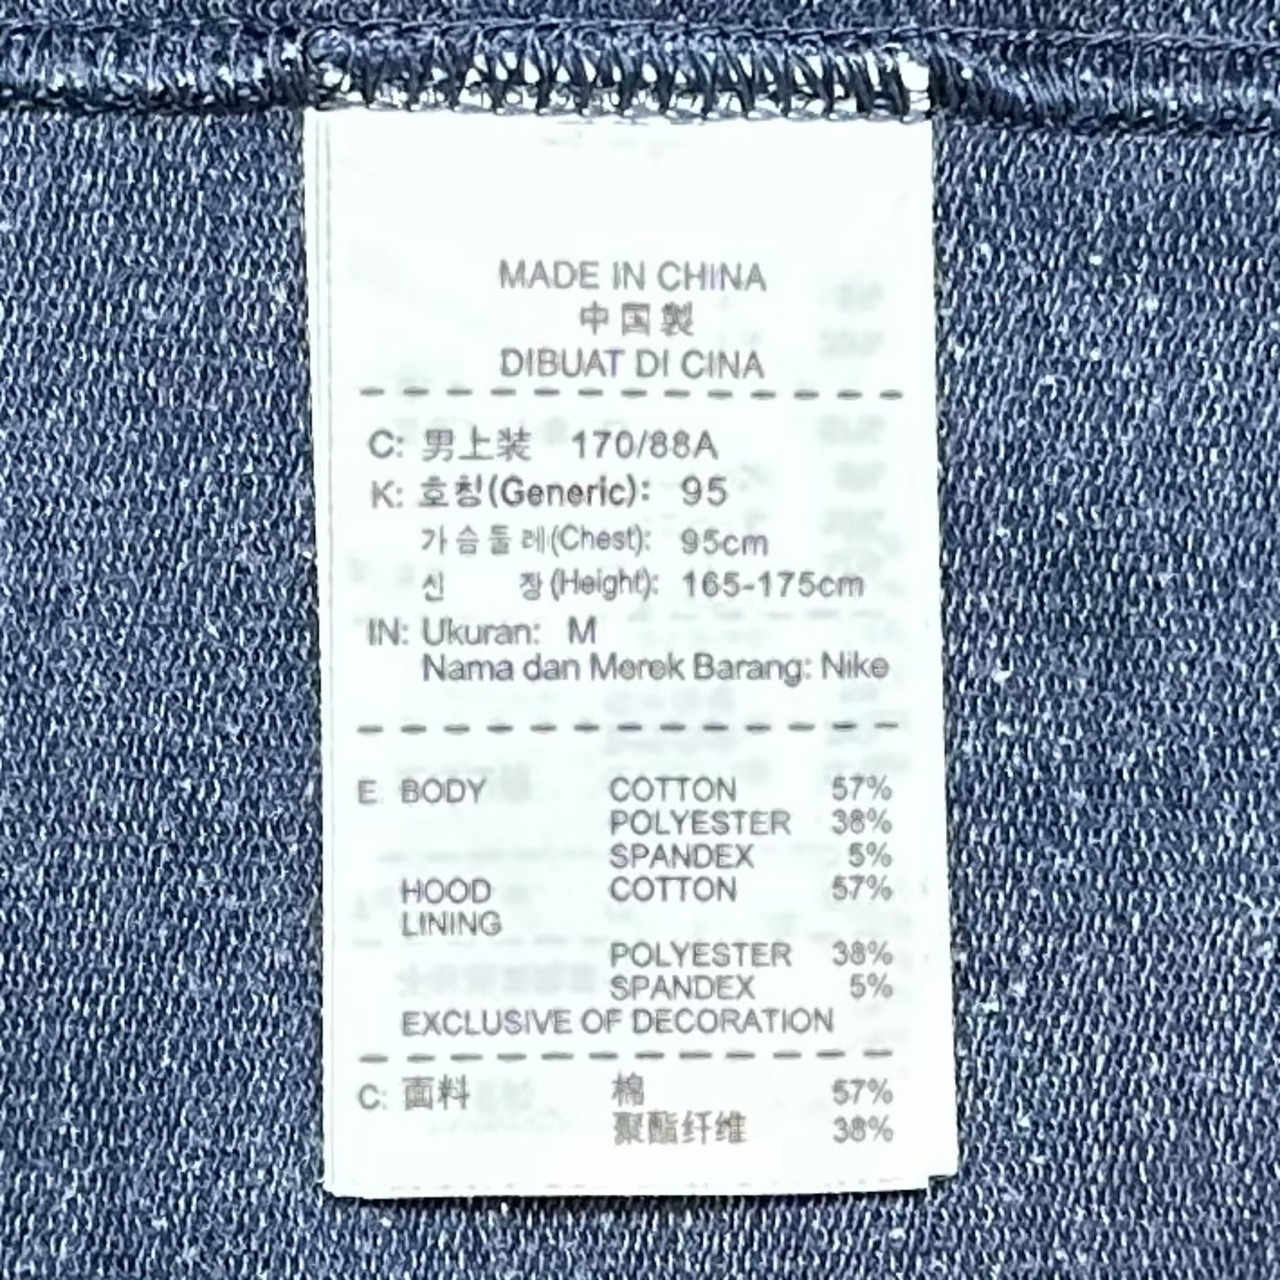 MADE IN CHINA
中国製
DIBUAT DI CINA
C: 男上装 170/88A
K: 호칭(Generic): 95
가슴둘레(Chest): 95cm
신 장(Height): 165-175cm
IN: Ukuran: M
Nama dan Merek Barang: Nike
E BODY COTTON 57%
POLYESTER 38%
SPANDEX 5%
HOOD COTTON 57%
LINING
POLYESTER 38%
SPANDEX 5%
EXCLUSIVE OF DECORATION
C: 面料 棉 57%
聚酯纤维 38%